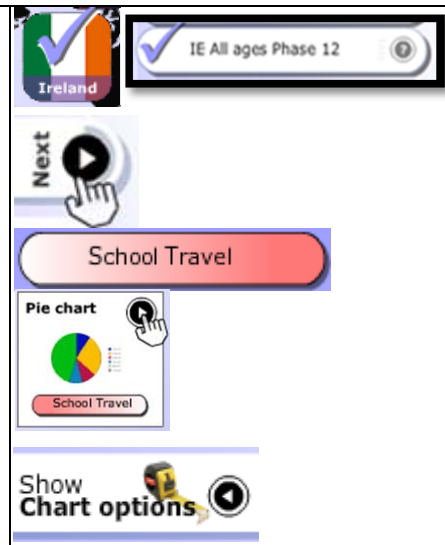 Ireland
IE All ages Phase 12
?
Next
School Travel
Pie chart
School Travel
Show
Chart options